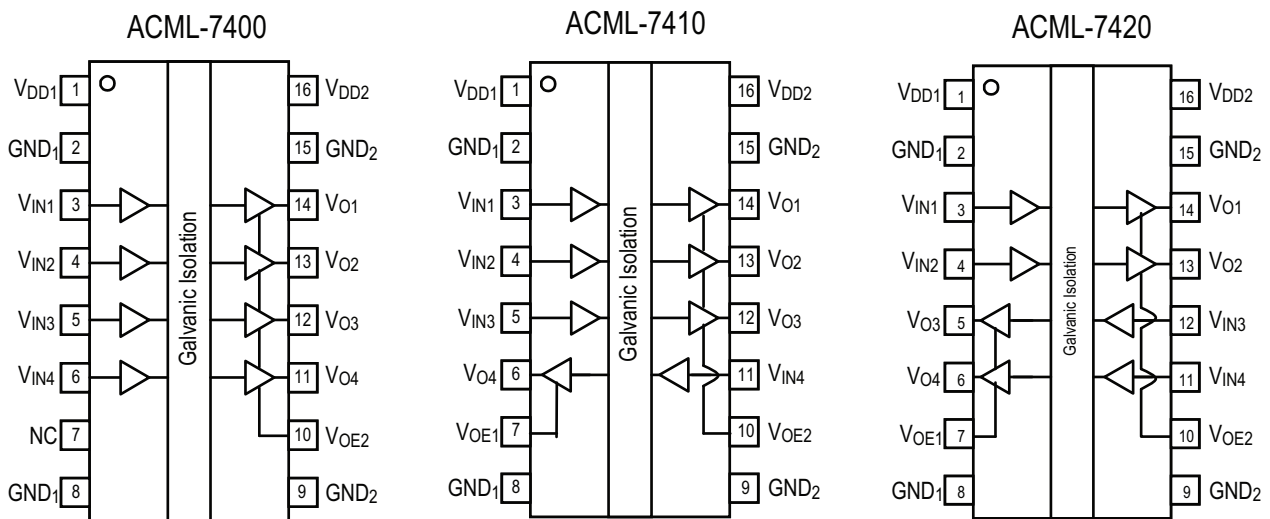 ACML-7400
VDD1 1 16 VDD2
GND1 2 15 GND2
VIN1 3 14 VO1
VIN2 4 13 VO2
VIN3 5 12 VO3
VIN4 6 11 VO4
NC 7 10 VOE2
GND1 8 9 GND2
Galvanic Isolation
ACML-7410
VDD1 1 16 VDD2
GND1 2 15 GND2
VIN1 3 14 VO1
VIN2 4 13 VO2
VIN3 5 12 VO3
VO4 6 11 VIN4
VOE1 7 10 VOE2
GND1 8 9 GND2
Galvanic Isolation
ACML-7420
VDD1 1 16 VDD2
GND1 2 15 GND2
VIN1 3 14 VO1
VIN2 4 13 VO2
VO3 5 12 VIN3
VO4 6 11 VIN4
VOE1 7 10 VOE2
GND1 8 9 GND2
Galvanic Isolation